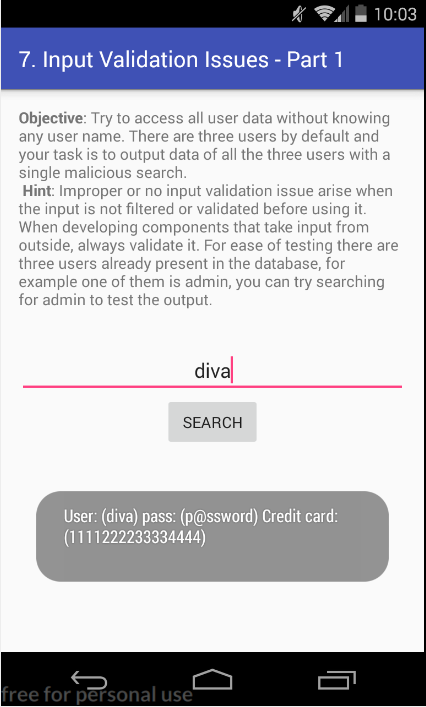 10:03
7. Input Validation Issues - Part 1
Objective: Try to access all user data without knowing
any user name. There are three users by default and
your task is to output data of all the three users with a
single malicious search.
Hint: Improper or no input validation issue arise when
the input is not filtered or validated before using it.
When developing components that take input from
outside, always validate it. For ease of testing there are
three users already present in the database, for
example one of them is admin, you can try searching
for admin to test the output.
diva
SEARCH
User: (diva) pass: (p@ssword) Credit card:
(1111222233334444)
free for personal use